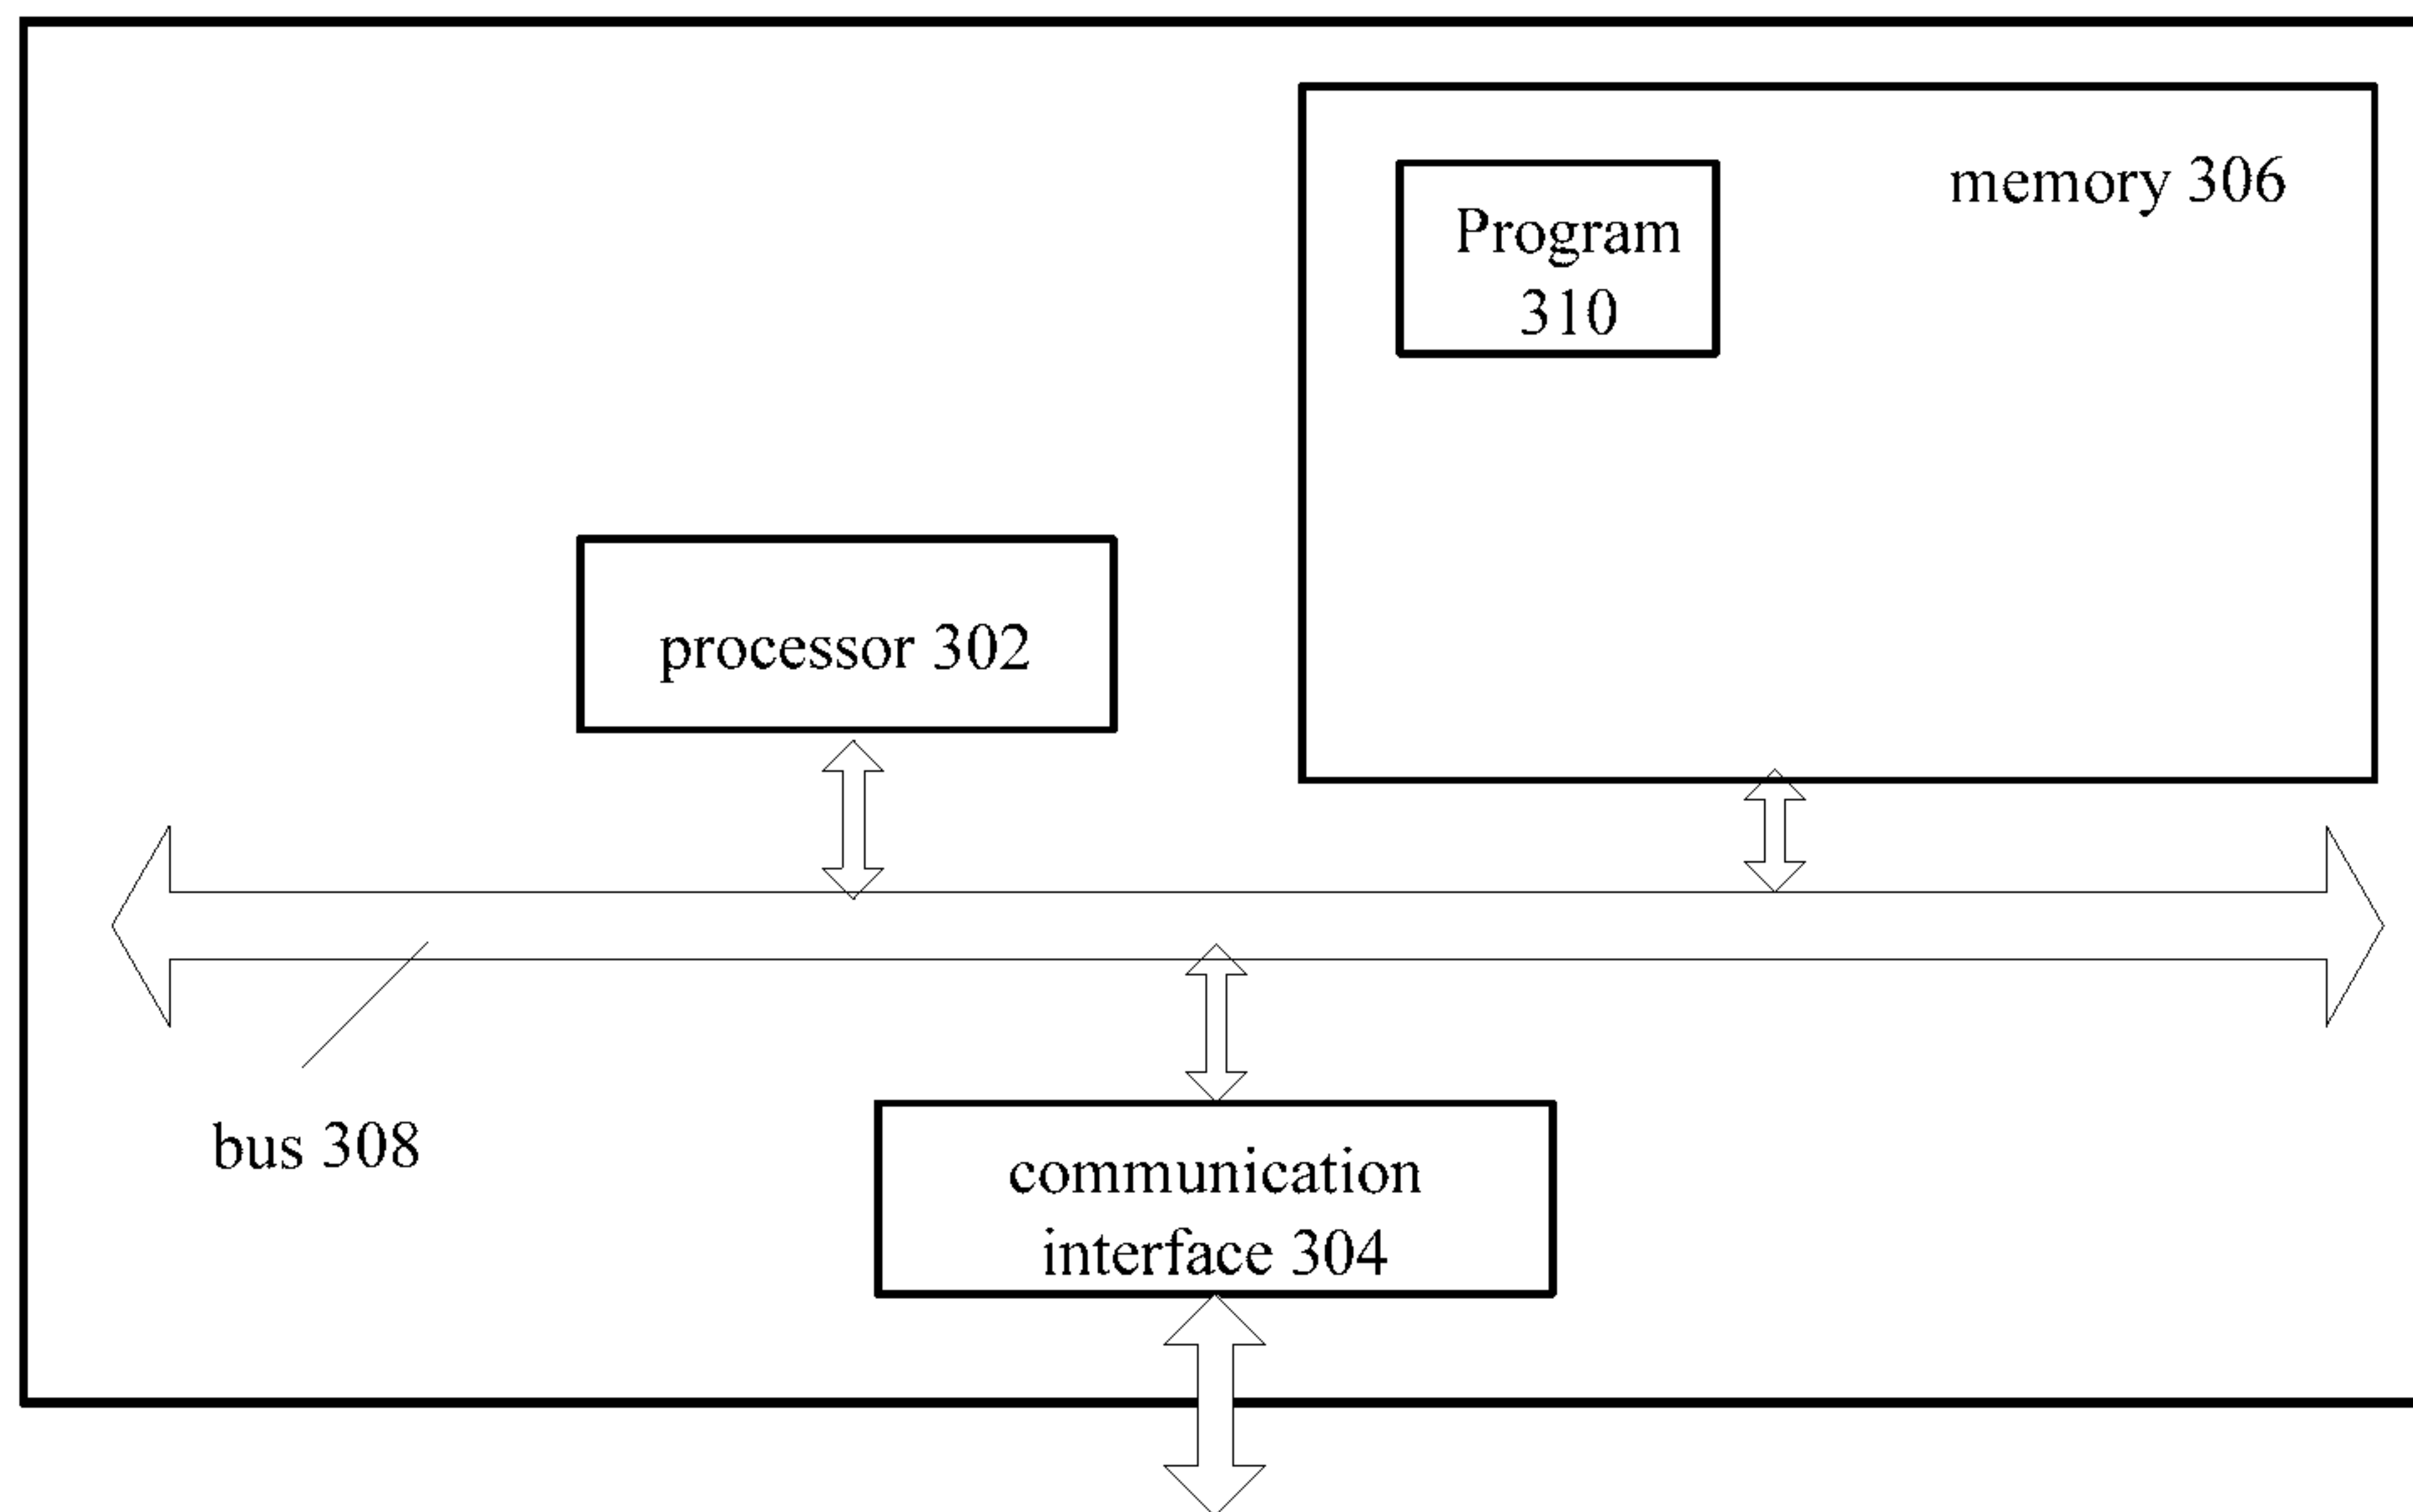 memory 306
Program
310
processor 302
bus 308
communication
interface 304